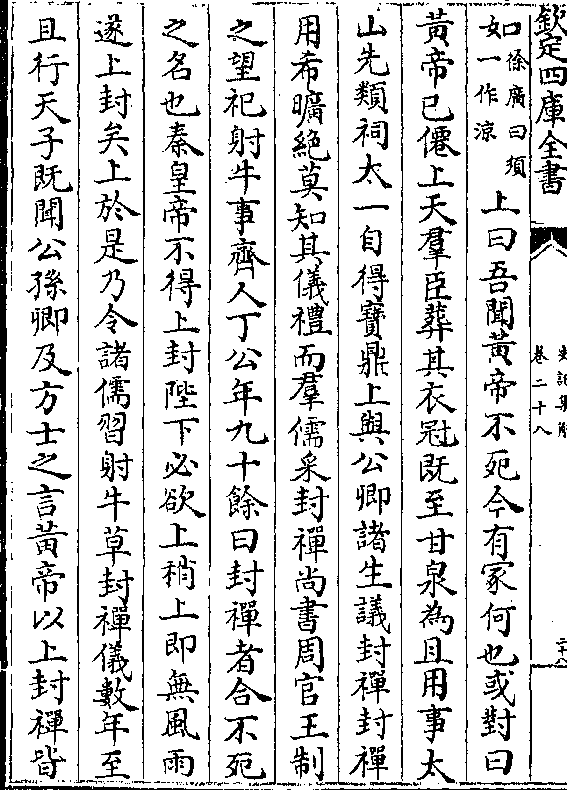 欽定四庫全書
史記集解
卷二十八
如徐廣曰須一作涼上曰吾聞黄帝不死今有冢何也或對曰
黄帝已僊上天羣臣葬其衣冠既至甘泉為且用事太
山先類祠太一自得寶鼎上與公卿諸生議封禪封禪
用希曠絶莫知其儀禮而羣儒采封禪尚書周官王制
之望祀射牛事齊人丁公年九十餘曰封禪者合不死
之名也秦皇帝不得上封陛下必欲上稍上即無風雨
遂上封矣上於是乃令諸儒習射牛草封禪儀數年至
且行天子既聞公孫卿及方士之言黄帝以上封禪皆